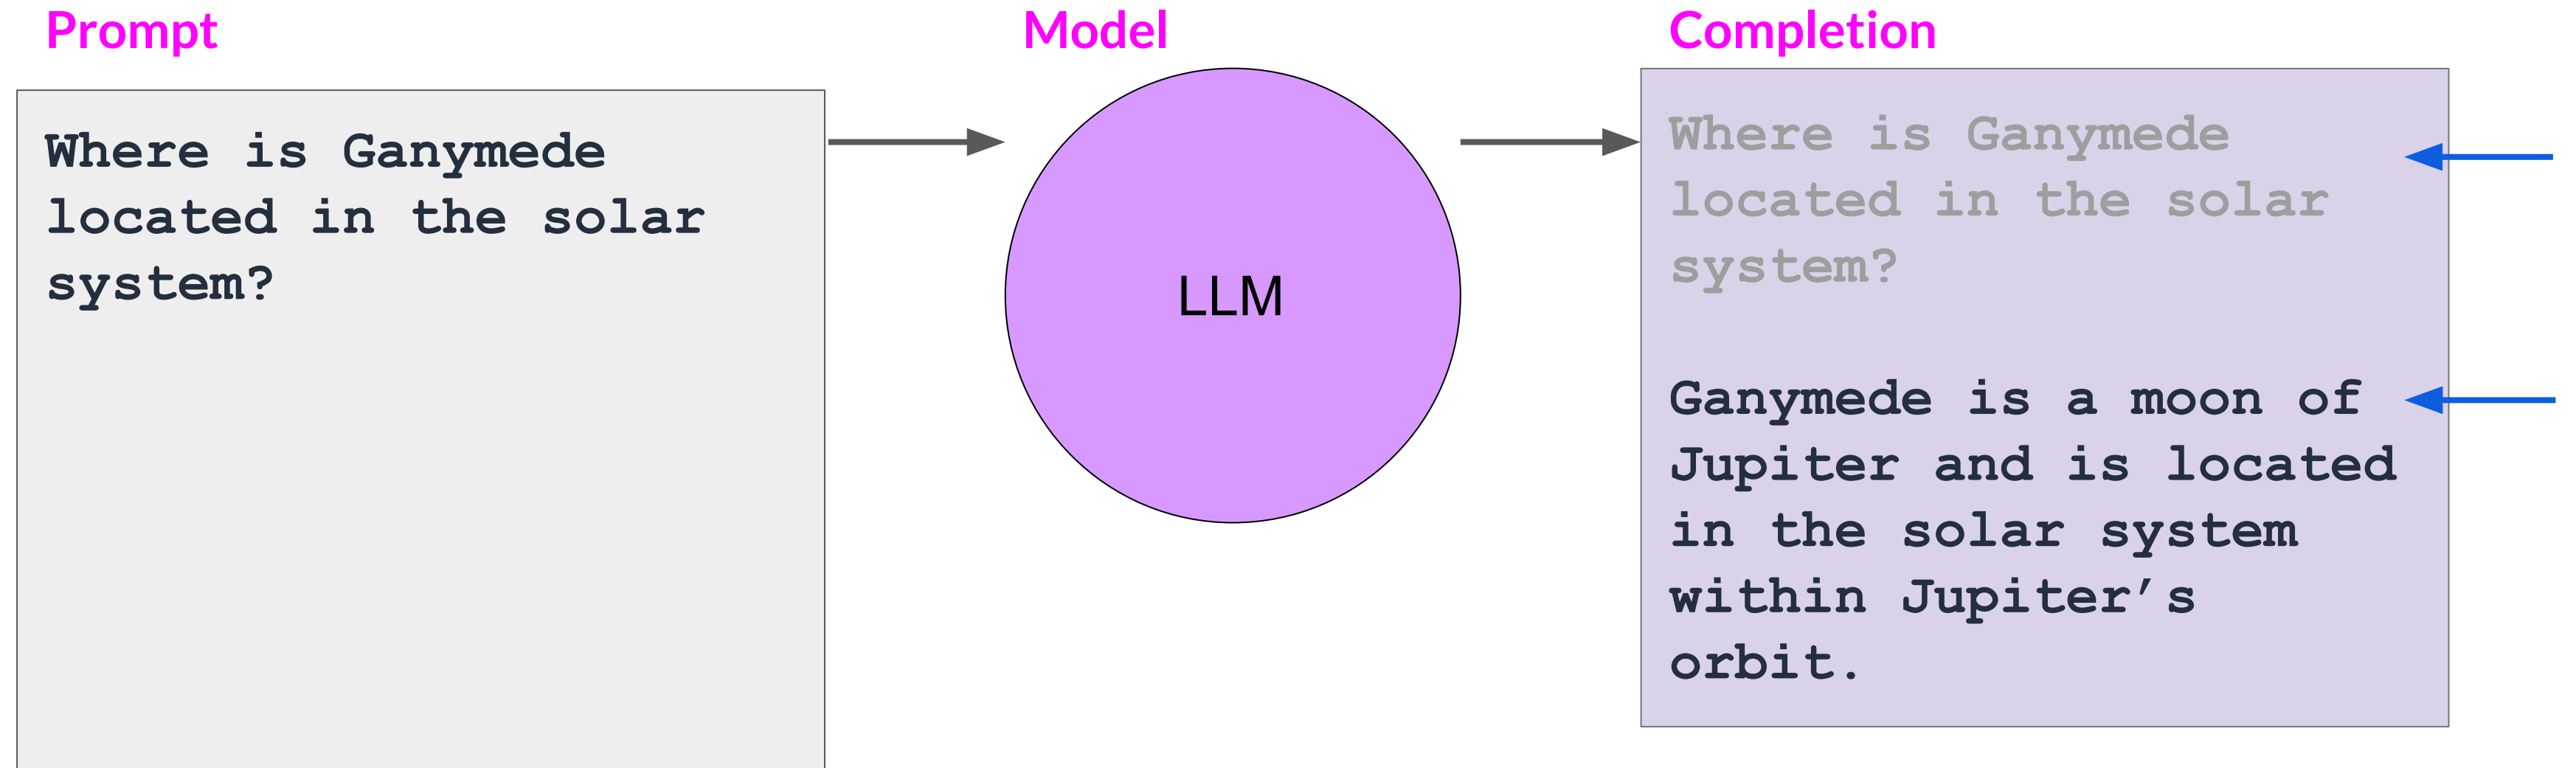 Prompt
Where is Ganymede
located in the solar
system?
Model
LLM
Completion
Where is Ganymede
located in the solar
system?
Ganymede is a moon of
Jupiter and is located
in the solar system
within Jupiter’s
orbit.